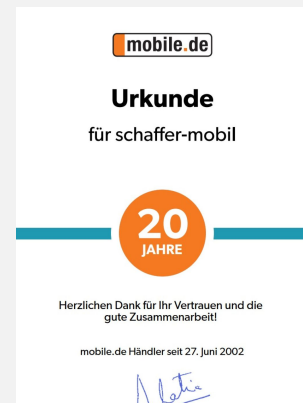 mobile.de
Urkunde
für schaffer-mobil
20
JAHRE
Herzlichen Dank für Ihr Vertrauen und die
gute Zusammenarbeit!
mobile.de Händler seit 27. Juni 2002